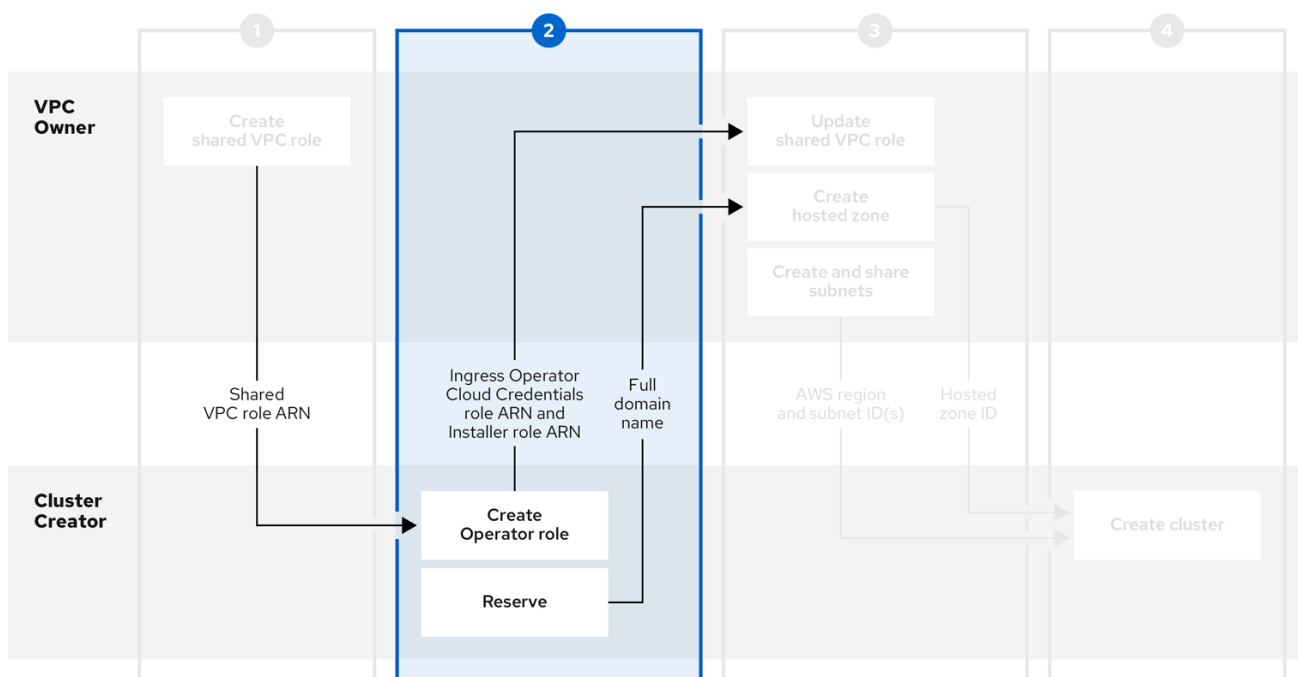 1
2
3
4
VPC
Owner
Create
shared VPC role
Update
shared VPC role
Create
hosted zone
Create and share
subnets
Shared
VPC role ARN
Ingress Operator
Cloud Credentials
role ARN and
Installer role ARN
Full
domain
name
AWS region
and subnet ID(s)
Hosted
zone ID
Cluster
Creator
Create
Operator role
Reserve
Create cluster